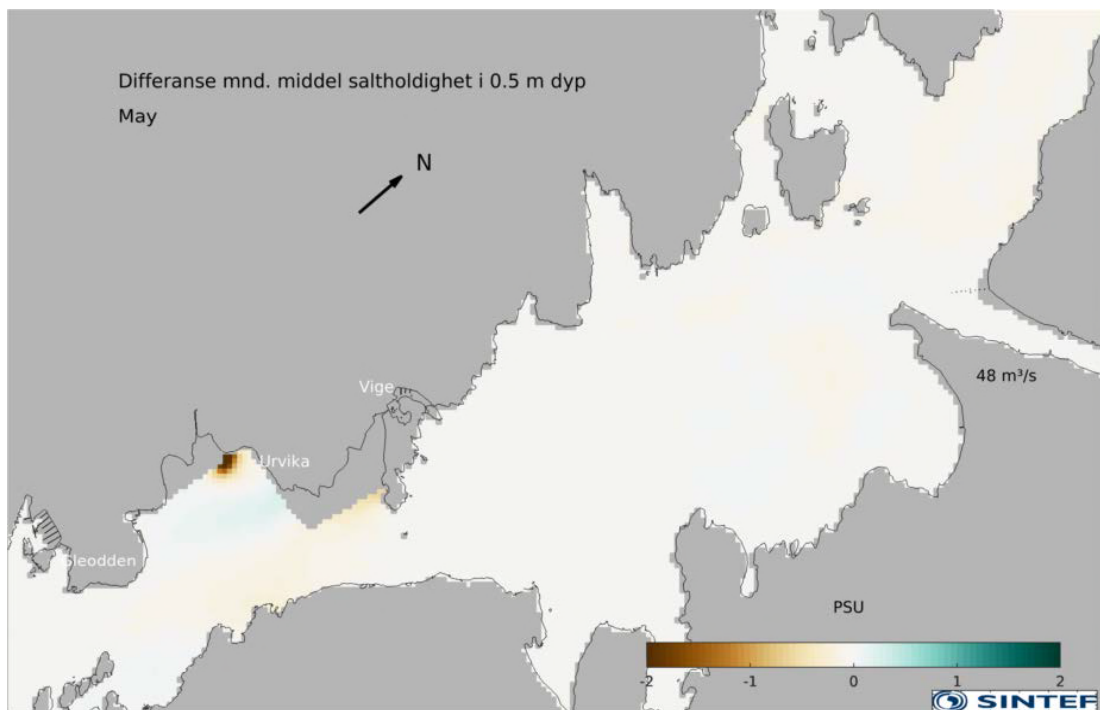 Differanse mnd. middel saltholdighet i 0.5 m dyp
May
N
Vige
48 m³/s
Urvika
Gleodden
PSU
-2 -1 0 1 2
SINTEF